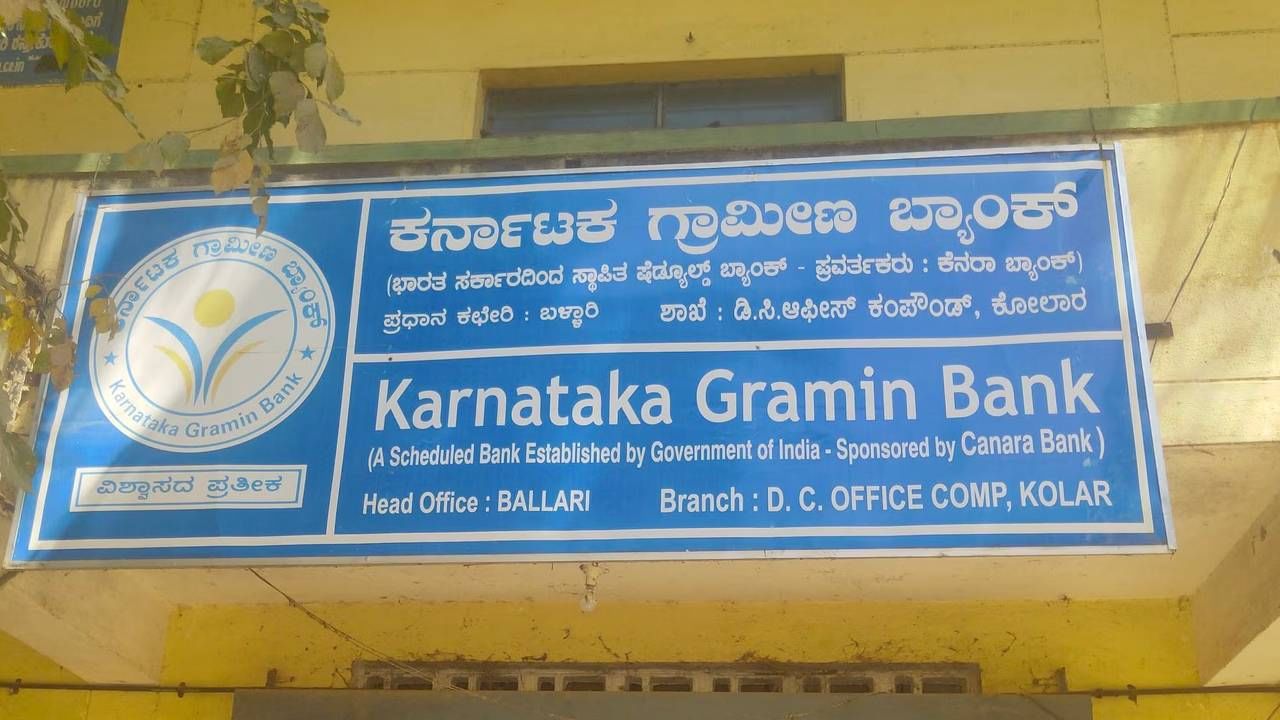 ಕರ್ನಾಟಕ ಗ್ರಾಮೀಣ ಬ್ಯಾಂಕ್
Karnataka Gramin Bank
ವಿಶ್ವಾಸದ ಪ್ರತೀಕ
ಕರ್ನಾಟಕ ಗ್ರಾಮೀಣ ಬ್ಯಾಂಕ್
(ಭಾರತ ಸರ್ಕಾರದಿಂದ ಸ್ಥಾಪಿತ ಷೆಡ್ಯೂಲ್ಡ್ ಬ್ಯಾಂಕ್ - ಪ್ರವರ್ತಕರು : ಕೆನರಾ ಬ್ಯಾಂಕ್)
ಪ್ರಧಾನ ಕಛೇರಿ : ಬಳ್ಳಾರಿ ಶಾಖೆ : ಡಿ.ಸಿ.ಆಫೀಸ್ ಕಂಪೌಂಡ್, ಕೋಲಾರ
Karnataka Gramin Bank
(A Scheduled Bank Established by Government of India - Sponsored by Canara Bank )
Head Office : BALLARI Branch : D. C. OFFICE COMP, KOLAR